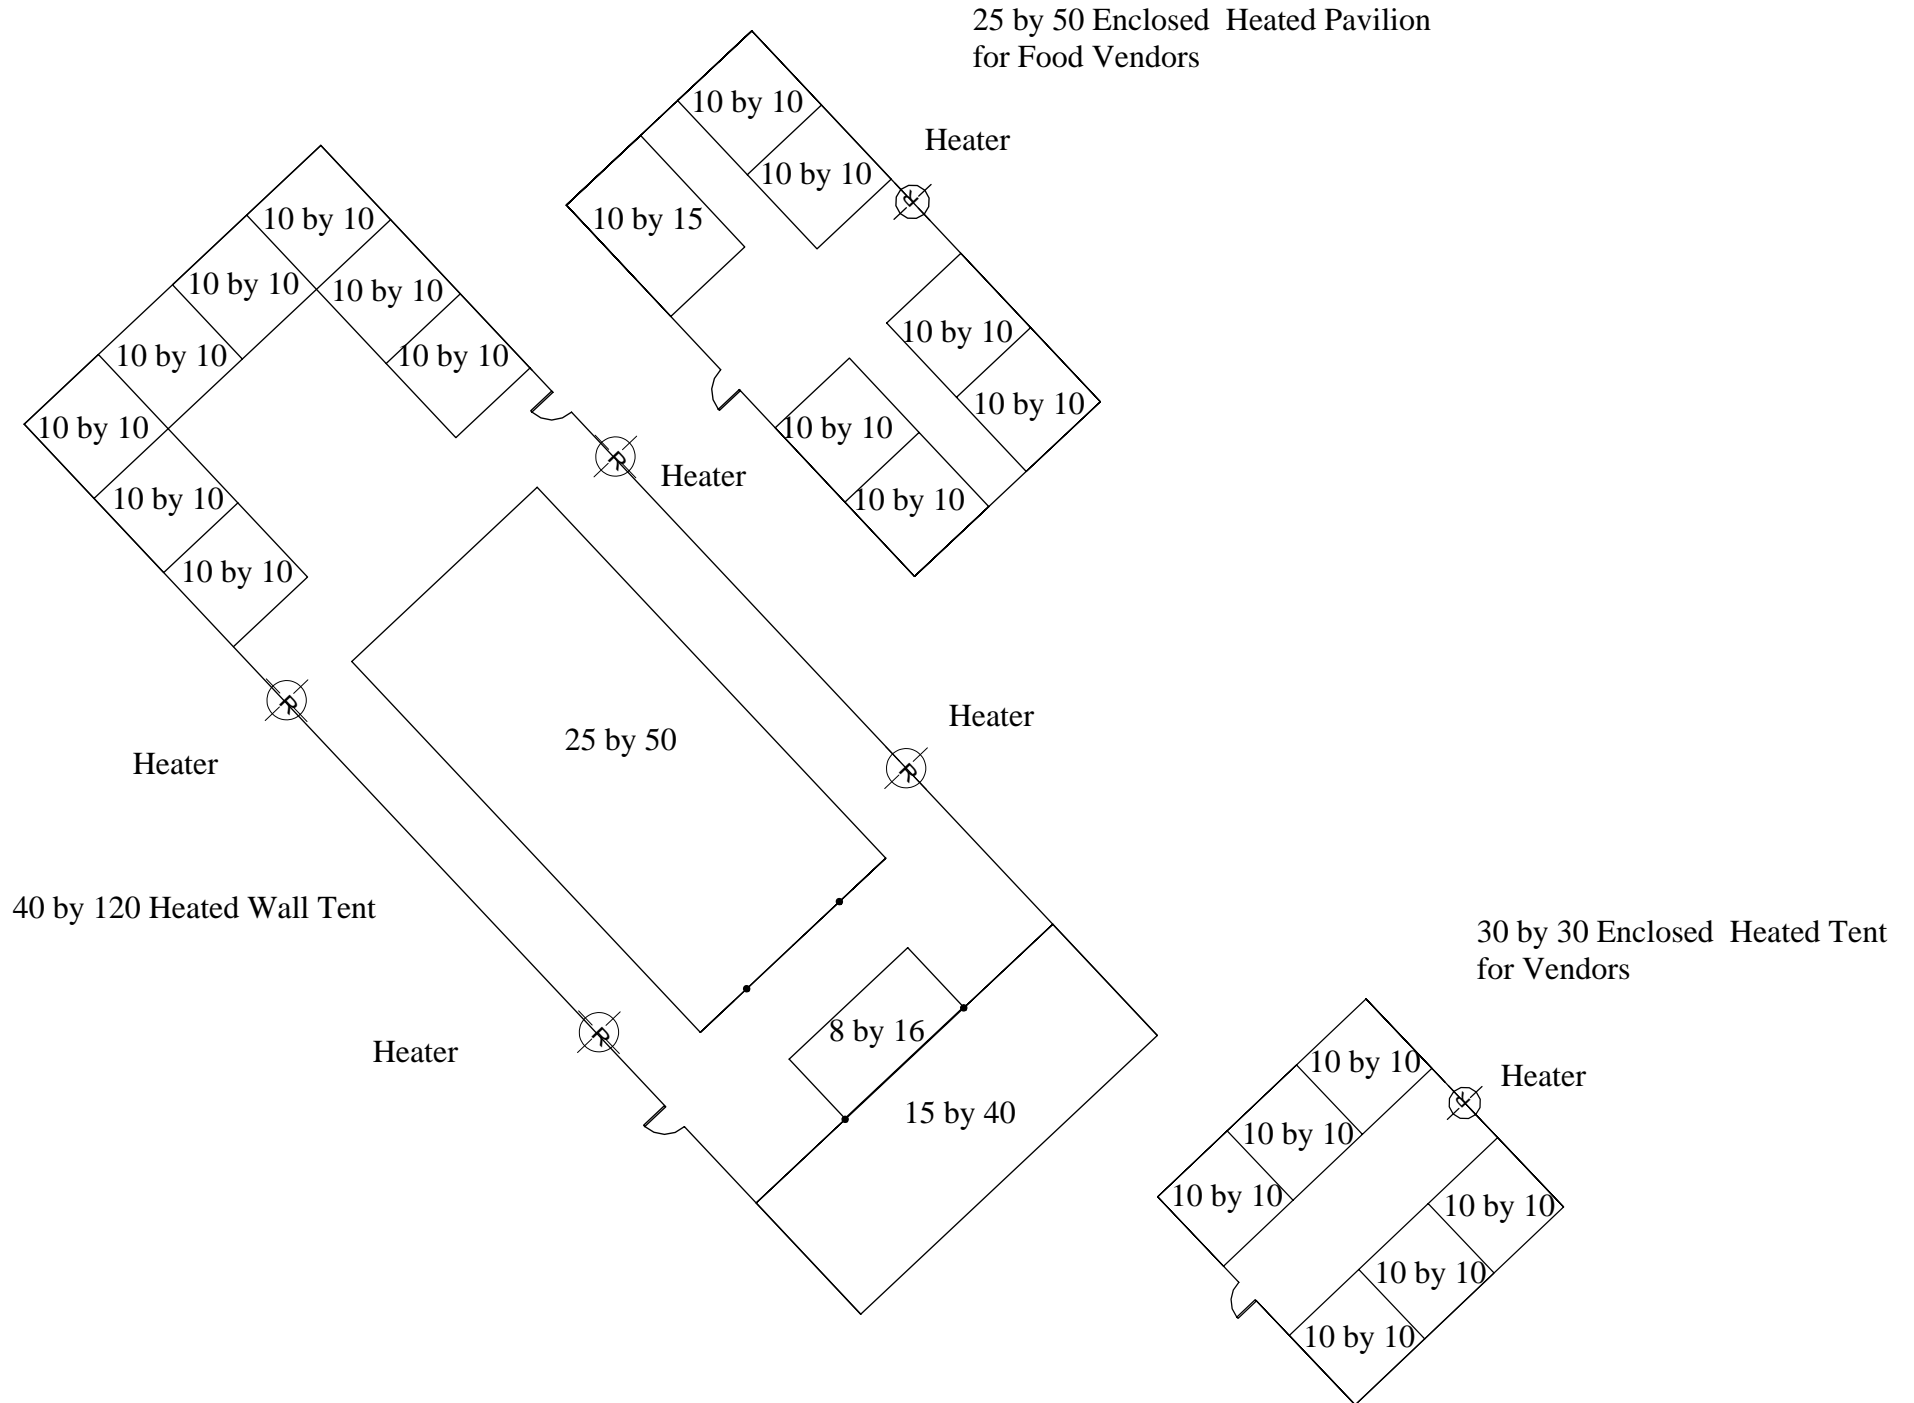 25 by 50 Enclosed  Heated Pavilion
for Food Vendors
10 by 10
Heater
10 by 10
10 by 15
R
10 by 10
10 by 10
10 by 10
10 by 10
10 by 10
10 by 10
10 by 10
10 by 10
10 by 10
10 by 10
R
Heater
10 by 10
10 by 10
10 by 10
R
Heater
25 by 50
Heater
R
40 by 120 Heated Wall Tent
30 by 30 Enclosed  Heated Tent
for Vendors
R
Heater
8 by 16
15 by 40
10 by 10
Heater
R
10 by 10
10 by 10
10 by 10
10 by 10
10 by 10